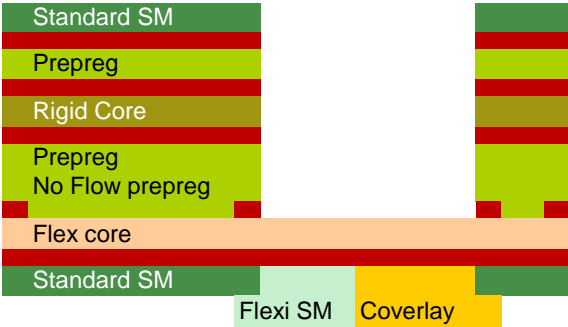 Standard SM
Prepreg
Rigid Core
Prepreg
No Flow prepreg
Flex core
Standard SM
Flexi SM
Coverlay